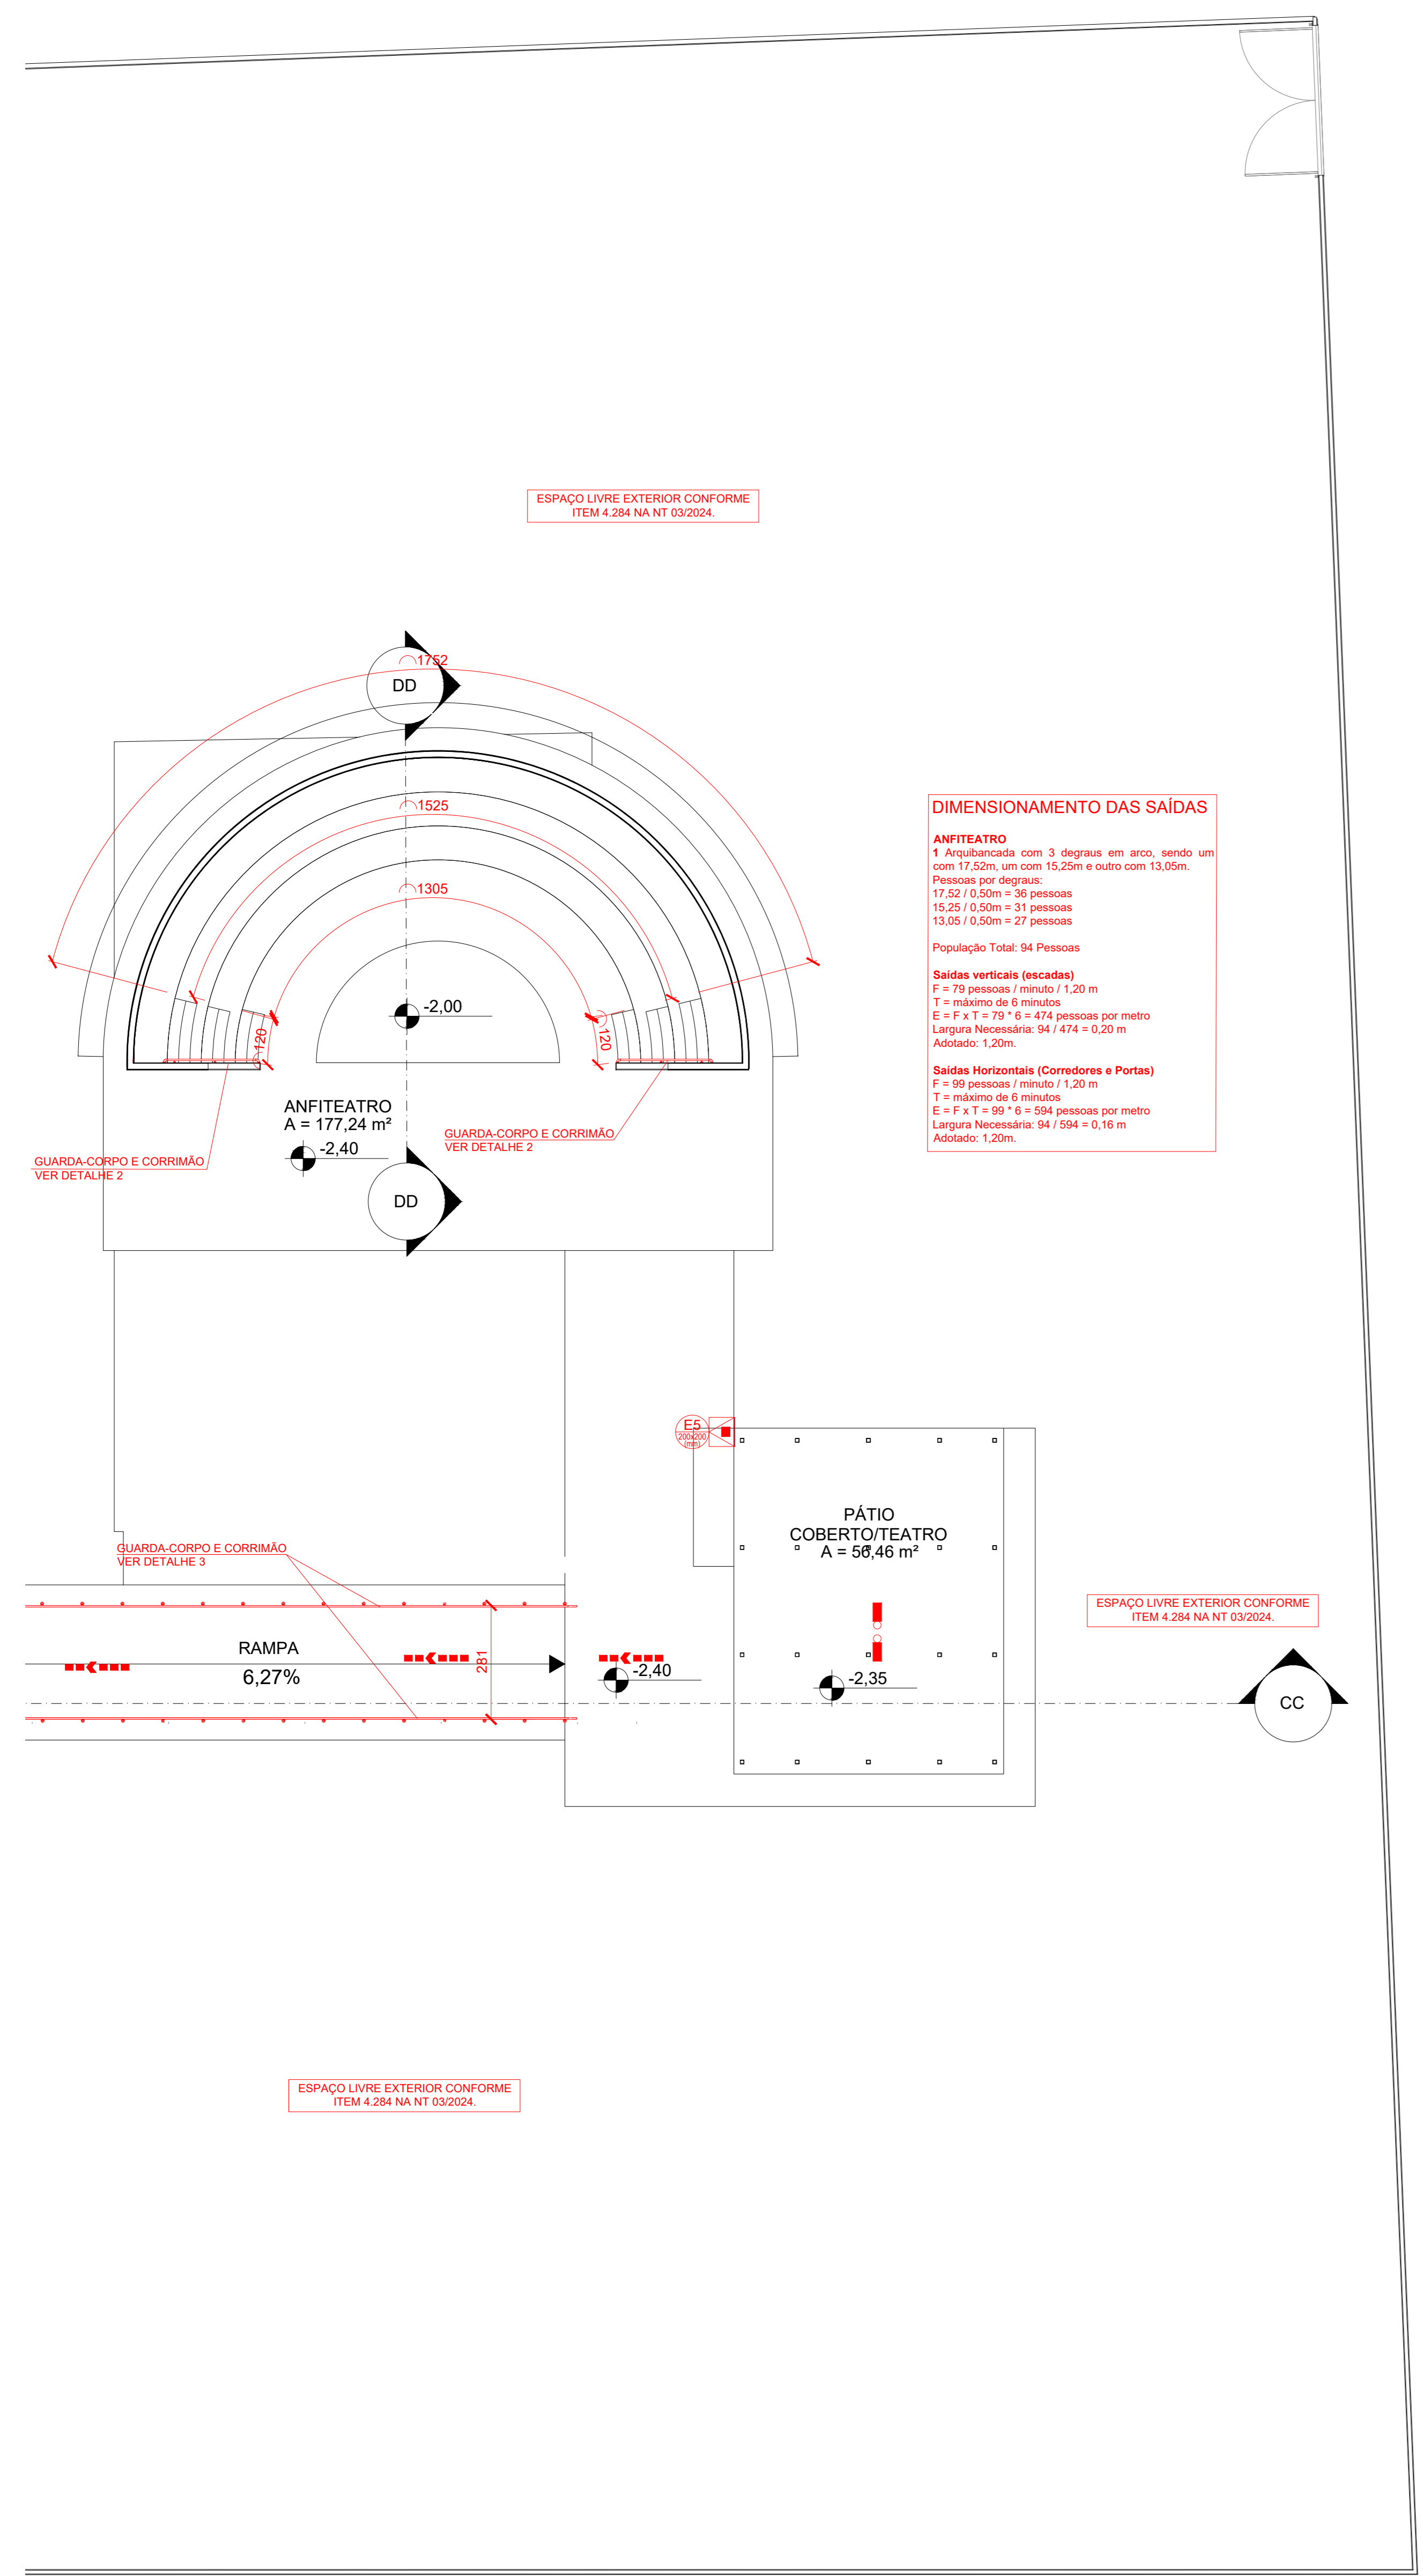 ESPAÇO LIVRE EXTERIOR CONFORME
ITEM 4.284 NA NT 03/2024.
1752
DD
1525
1305
-2,00
120
120
ANFITEATRO
A = 177,24 m²
-2,40
GUARDA-CORPO E CORRIMÃO
VER DETALHE 2
GUARDA-CORPO E CORRIMÃO
VER DETALHE 2
DD
DIMENSIONAMENTO DAS SAÍDAS
ANFITEATRO
1 Arquibancada com 3 degraus em arco, sendo um
com 17,52m, um com 15,25m e outro com 13,05m.
Pessoas por degraus:
17,52 / 0,50m = 36 pessoas
15,25 / 0,50m = 31 pessoas
13,05 / 0,50m = 27 pessoas
População Total: 94 Pessoas
Saídas verticais (escadas)
F = 79 pessoas / minuto / 1,20 m
T = máximo de 6 minutos
E = F x T = 79 * 6 = 474 pessoas por metro
Largura Necessária: 94 / 474 = 0,20 m
Adotado: 1,20m.
Saídas Horizontais (Corredores e Portas)
F = 99 pessoas / minuto / 1,20 m
T = máximo de 6 minutos
E = F x T = 99 * 6 = 594 pessoas por metro
Largura Necessária: 94 / 594 = 0,16 m
Adotado: 1,20m.
E5
200x200
(mm)
PÁTIO
COBERTO/TEATRO
A = 56,46 m²
GUARDA-CORPO E CORRIMÃO
VER DETALHE 3
ESPAÇO LIVRE EXTERIOR CONFORME
ITEM 4.284 NA NT 03/2024.
RAMPA
6,27%
281
-2,40
-2,35
CC
ESPAÇO LIVRE EXTERIOR CONFORME
ITEM 4.284 NA NT 03/2024.